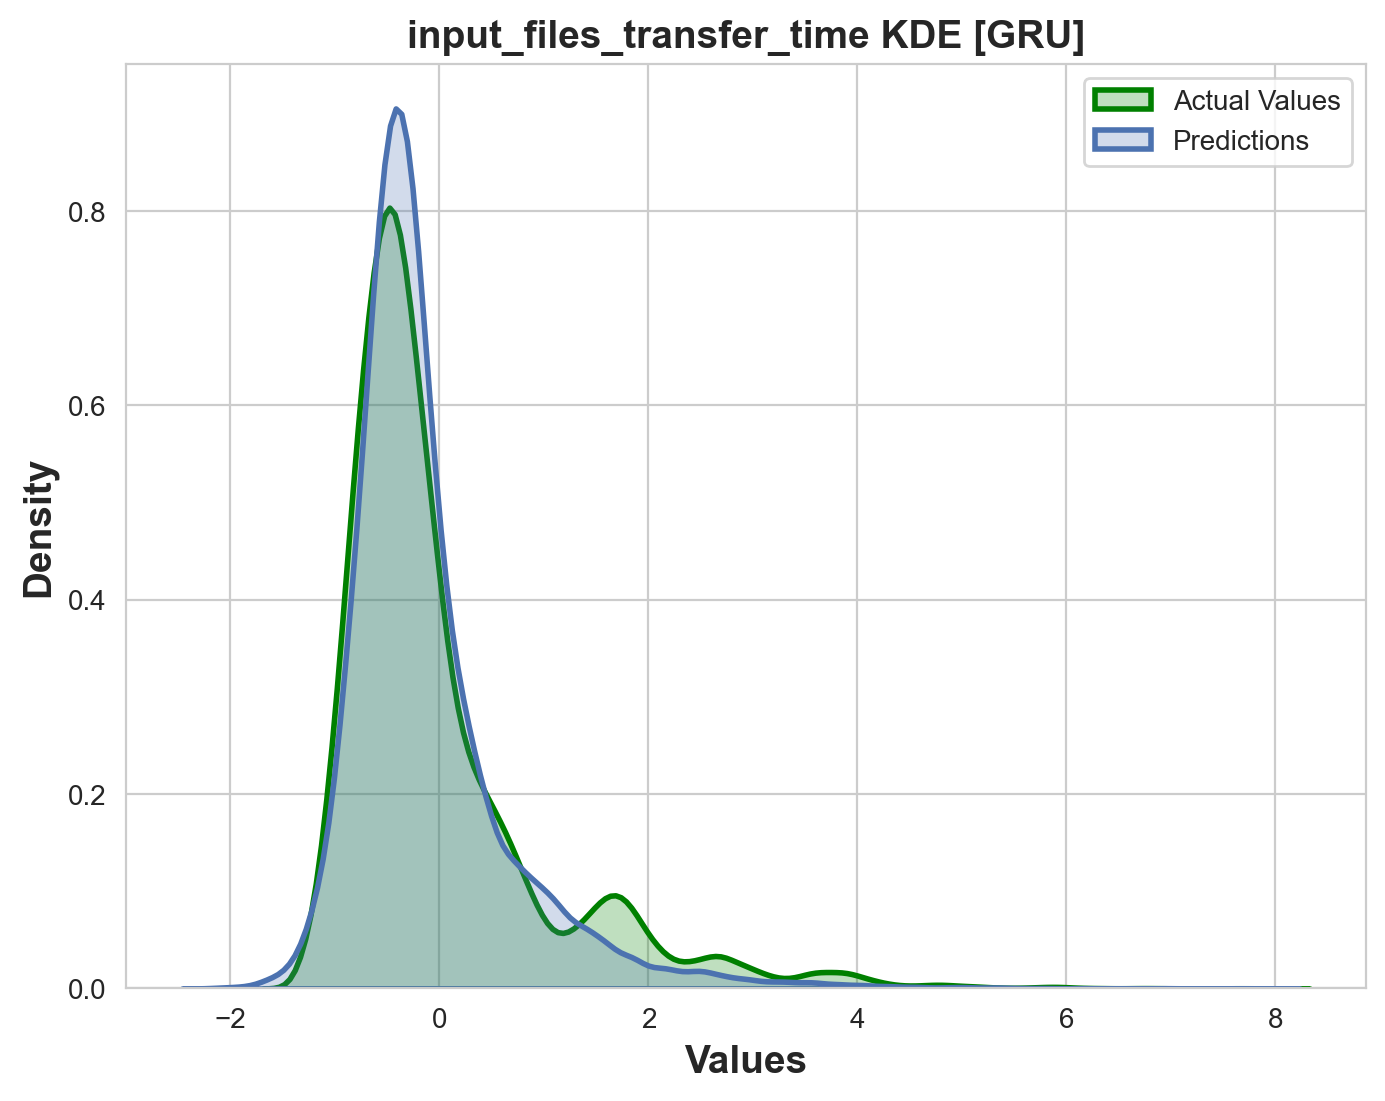 input_files_transfer_time KDE [GRU]
Actual Values
Predictions
Density
0.8
0.6
0.4
0.2
0.0
−2 0 2 4 6 8
Values